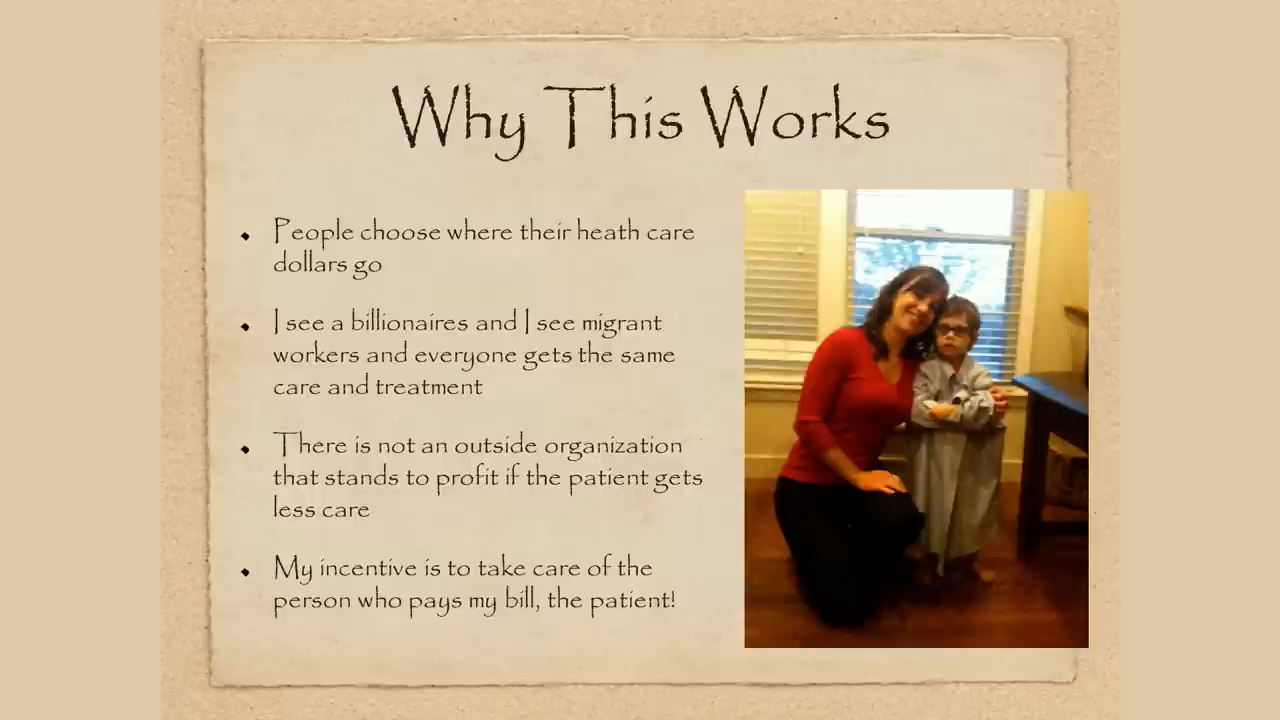 Why This Works
People choose where their heath care
dollars go
I see a billionaires and I see migrant
workers and everyone gets the same
care and treatment
There is not an outside organization
that stands to profit if the patient gets
less care
My incentive is to take care of the
person who pays my bill, the patient!